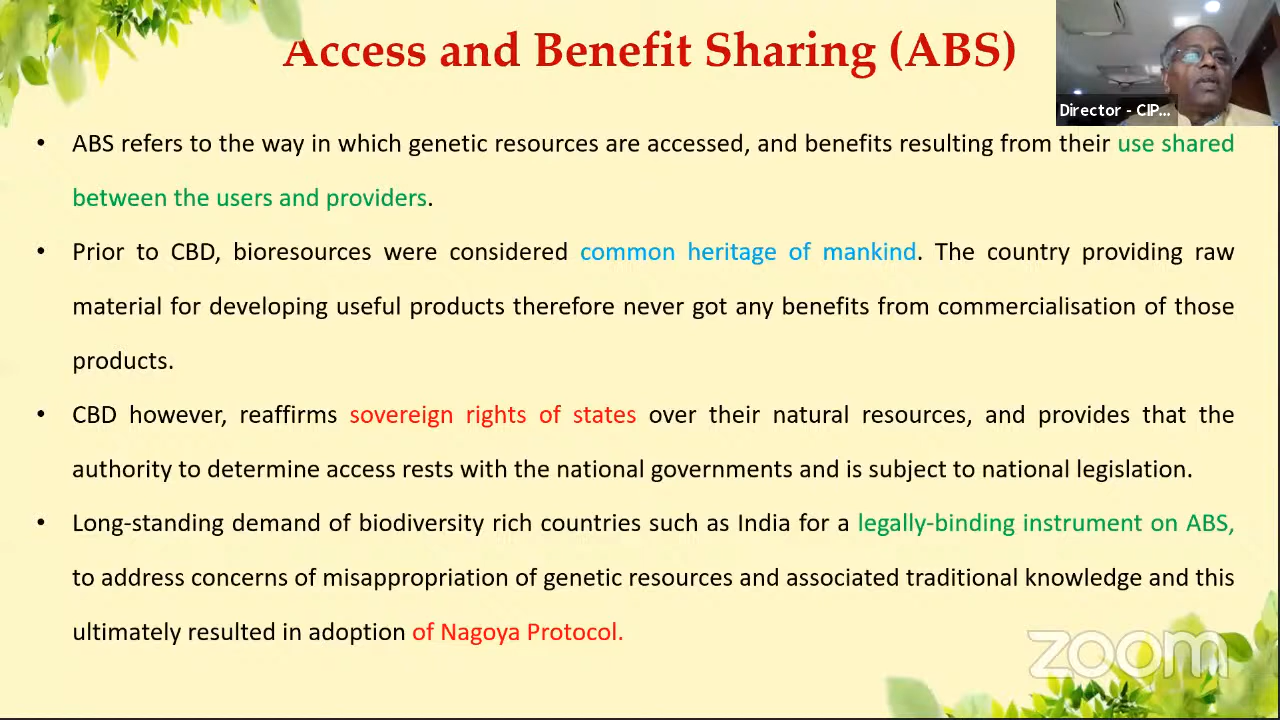 Access and Benefit Sharing (ABS)
Director - CIP...
• ABS refers to the way in which genetic resources are accessed, and benefits resulting from their use shared
between the users and providers.
• Prior to CBD, bioresources were considered common heritage of mankind. The country providing raw
material for developing useful products therefore never got any benefits from commercialisation of those
products.
• CBD however, reaffirms sovereign rights of states over their natural resources, and provides that the
authority to determine access rests with the national governments and is subject to national legislation.
• Long-standing demand of biodiversity rich countries such as India for a legally-binding instrument on ABS,
to address concerns of misappropriation of genetic resources and associated traditional knowledge and this
ultimately resulted in adoption of Nagoya Protocol.
zoom